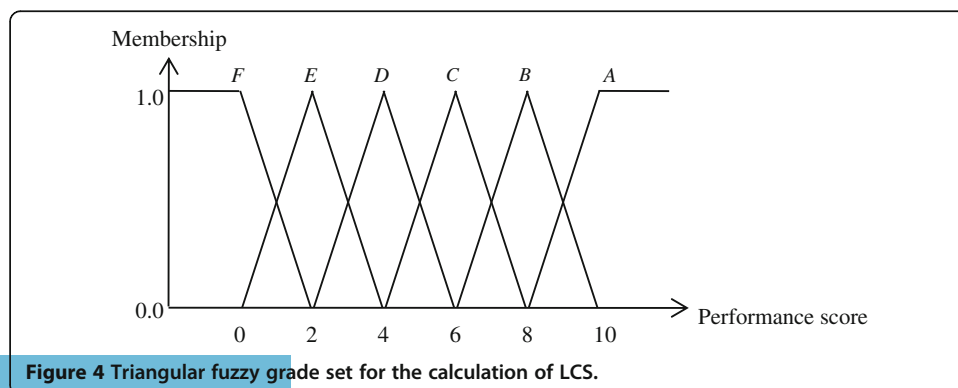 Membership
F E D C B A
1.0
0.0
0 2 4 6 8 10
Performance score
Figure 4 Triangular fuzzy grade set for the calculation of LCS.